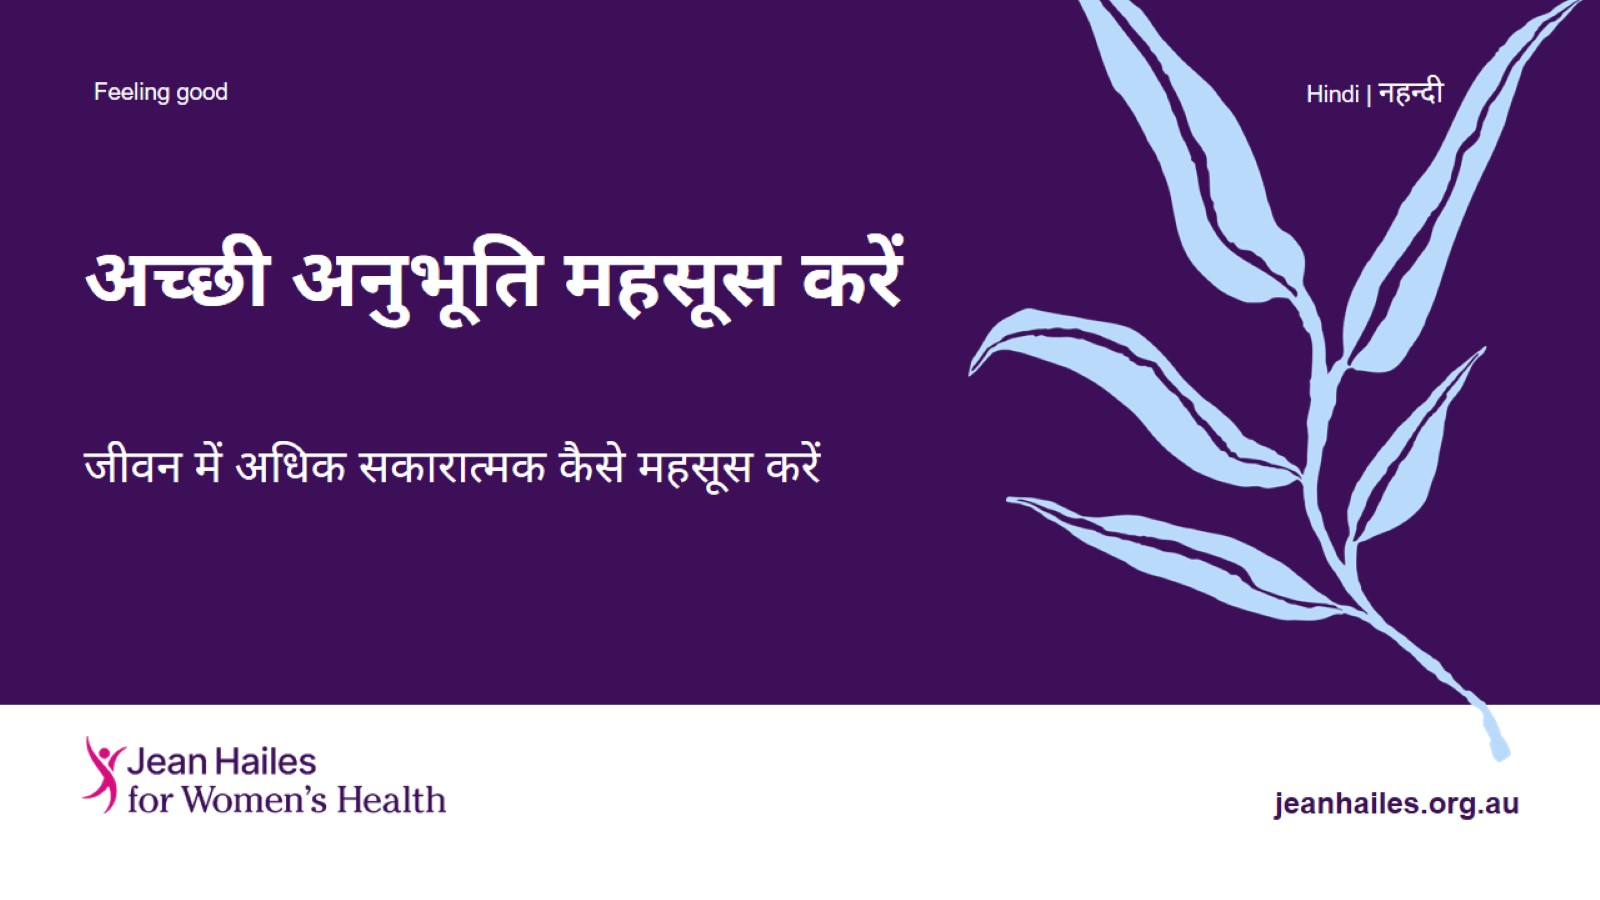 Feeling good
Hindi | नहन्दी
अच्छी अनुभूति महसूस करें
जीवन में अधिक सकारात्मक कैसे महसूस करें
Jean Hailes
for Women's Health
jeanhailes.org.au